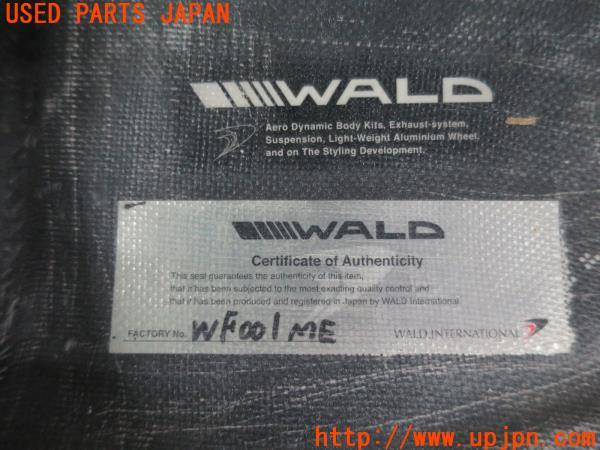 USED PARTS JAPAN
WALD
Aero Dynamic Body Kits, Exhaust-system,
Suspension, Light-Weight Aluminium Wheel,
and on The Styling Development.
WALD
Certificate of Authenticity
This seal guarantees the authenticity of this item,
that it has been subjected to the most exacting quality control and
that it has been produced and registered in Japan by WALD International.
FACTORY No. WF001ME
WALD INTERNATIONAL
UPJ
http://www.upjpn.com/